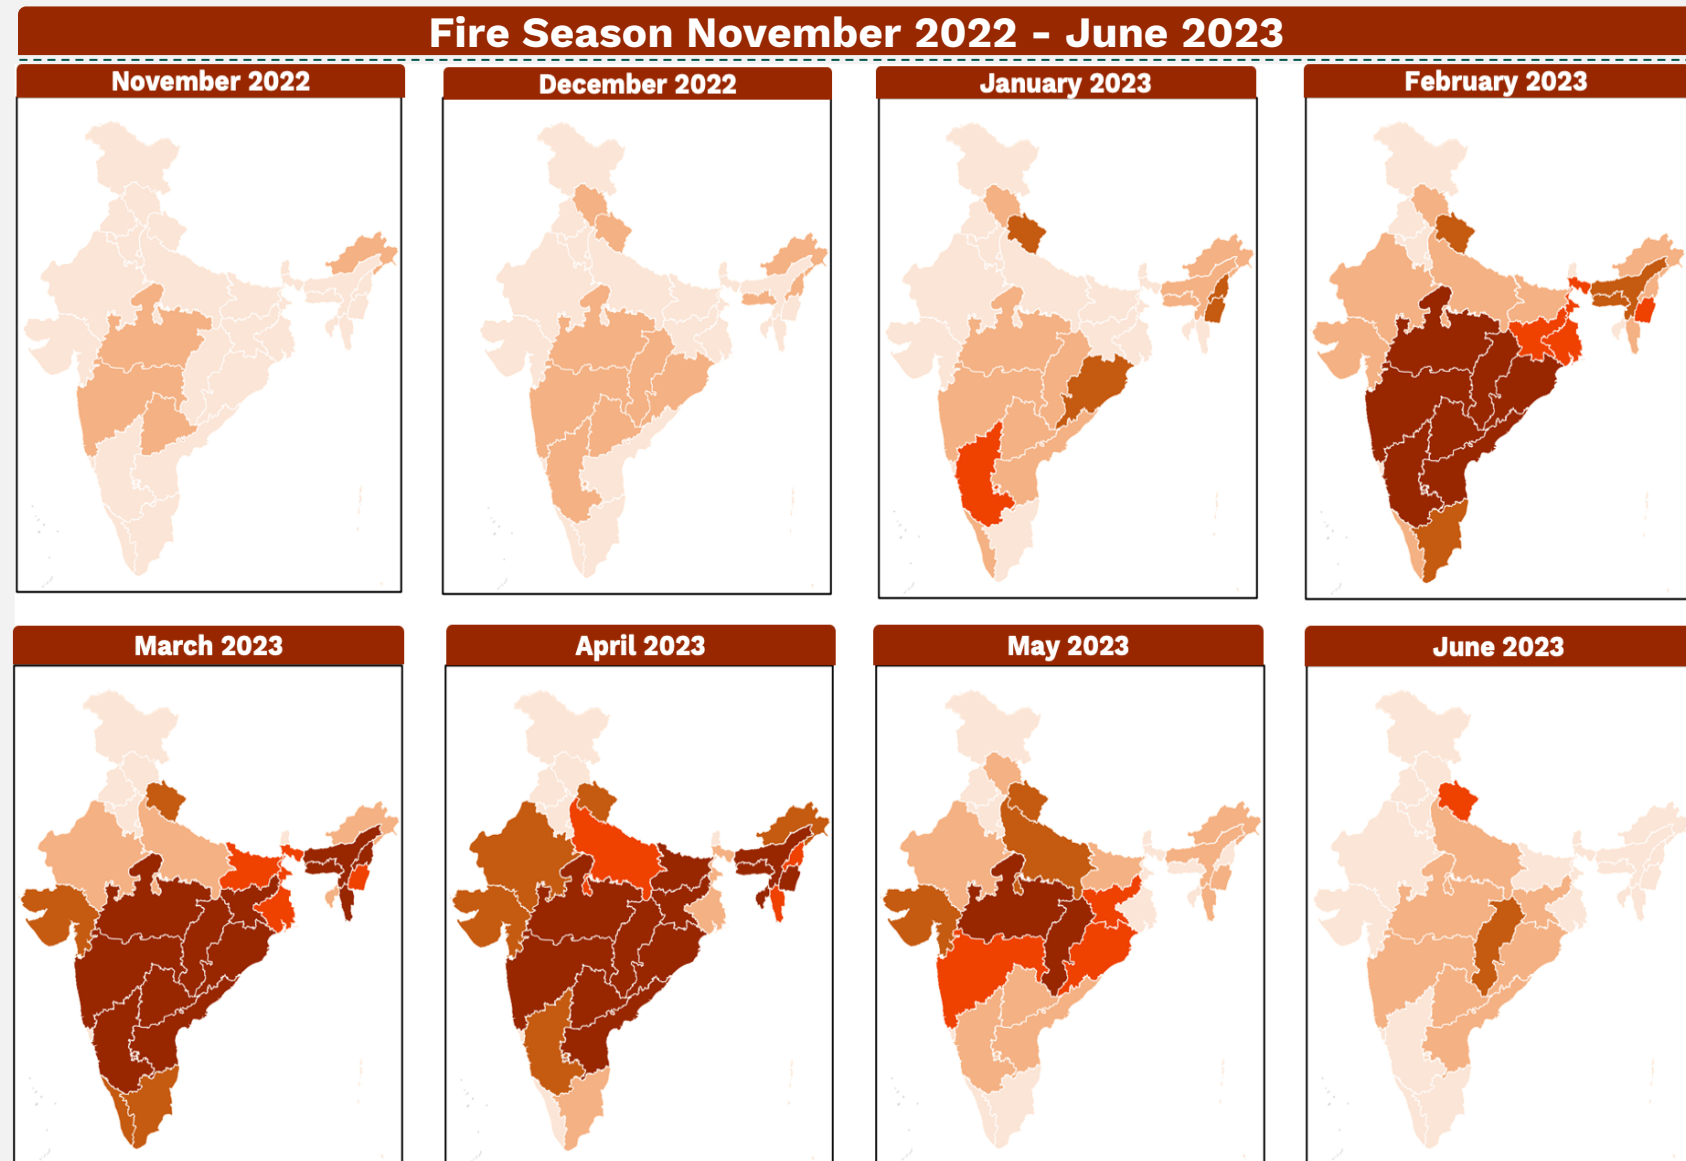 Fire Season November 2022 - June 2023
November 2022
December 2022
January 2023
February 2023
March 2023
April 2023
May 2023
June 2023